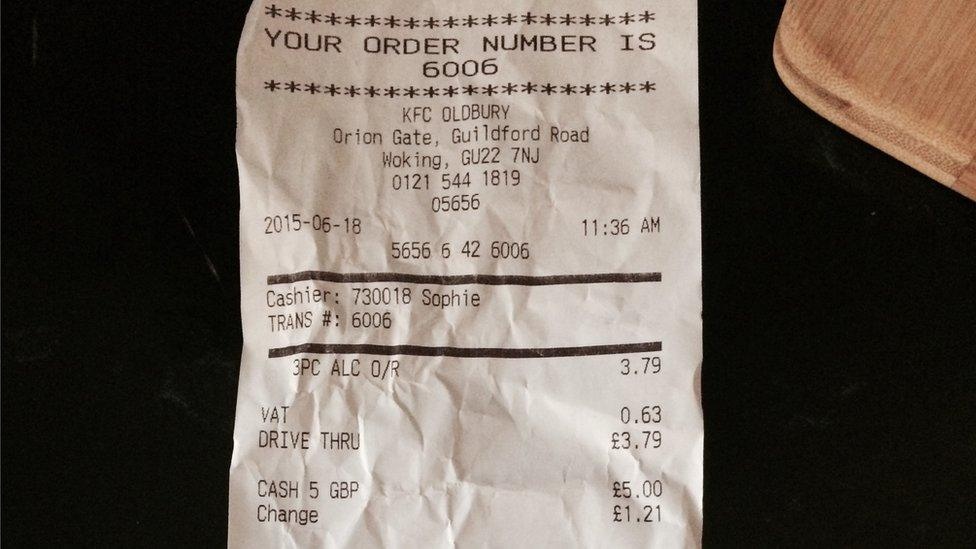 ********************
YOUR ORDER NUMBER IS
6006
********************
KFC OLDBURY
Orion Gate, Guildford Road
Woking, GU22 7NJ
0121 544 1819
05656
2015-06-18 11:36 AM
5656 6 42 6006
Cashier: 730018 Sophie
TRANS #: 6006
3PC ALC O/R 3.79
VAT 0.63
DRIVE THRU £3.79
CASH 5 GBP £5.00
Change £1.21